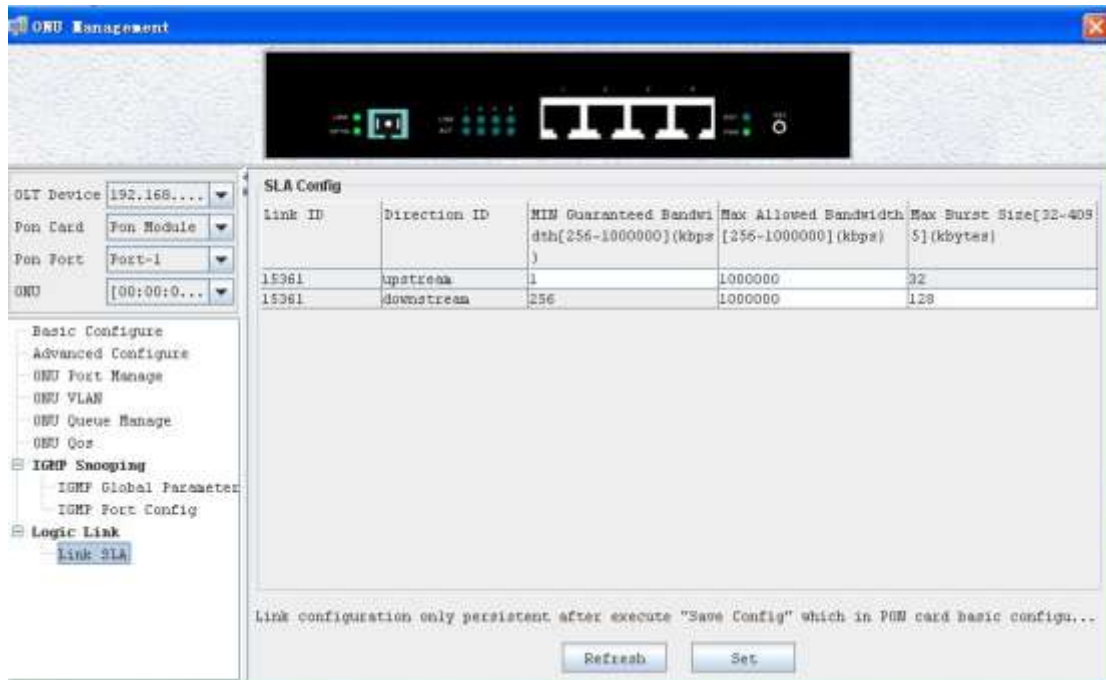 ONU Management
OLT Device 192.168....
Pon Card Pon Module
Pon Port Port-1
ONU [00:00:0...
Basic Configure
Advanced Configure
ONU Port Manage
ONU VLAN
ONU Queue Manage
ONU Qos
IGMP Snooping
IGMP Global Parameter
IGMP Port Config
Logic Link
Link SLA
SLA Config
Link ID Direction ID MIN Guaranteed Bandwi Max Allowed Bandwidth Max Burst Size[32-409
dth[256-1000000](kbps [256-1000000](kbps) 5](kbytes)
)
15361 upstream 1 1000000 32
15361 downstream 256 1000000 128
Link configuration only persistent after execute "Save Config" which in PON card basic configu...
Refresh Set